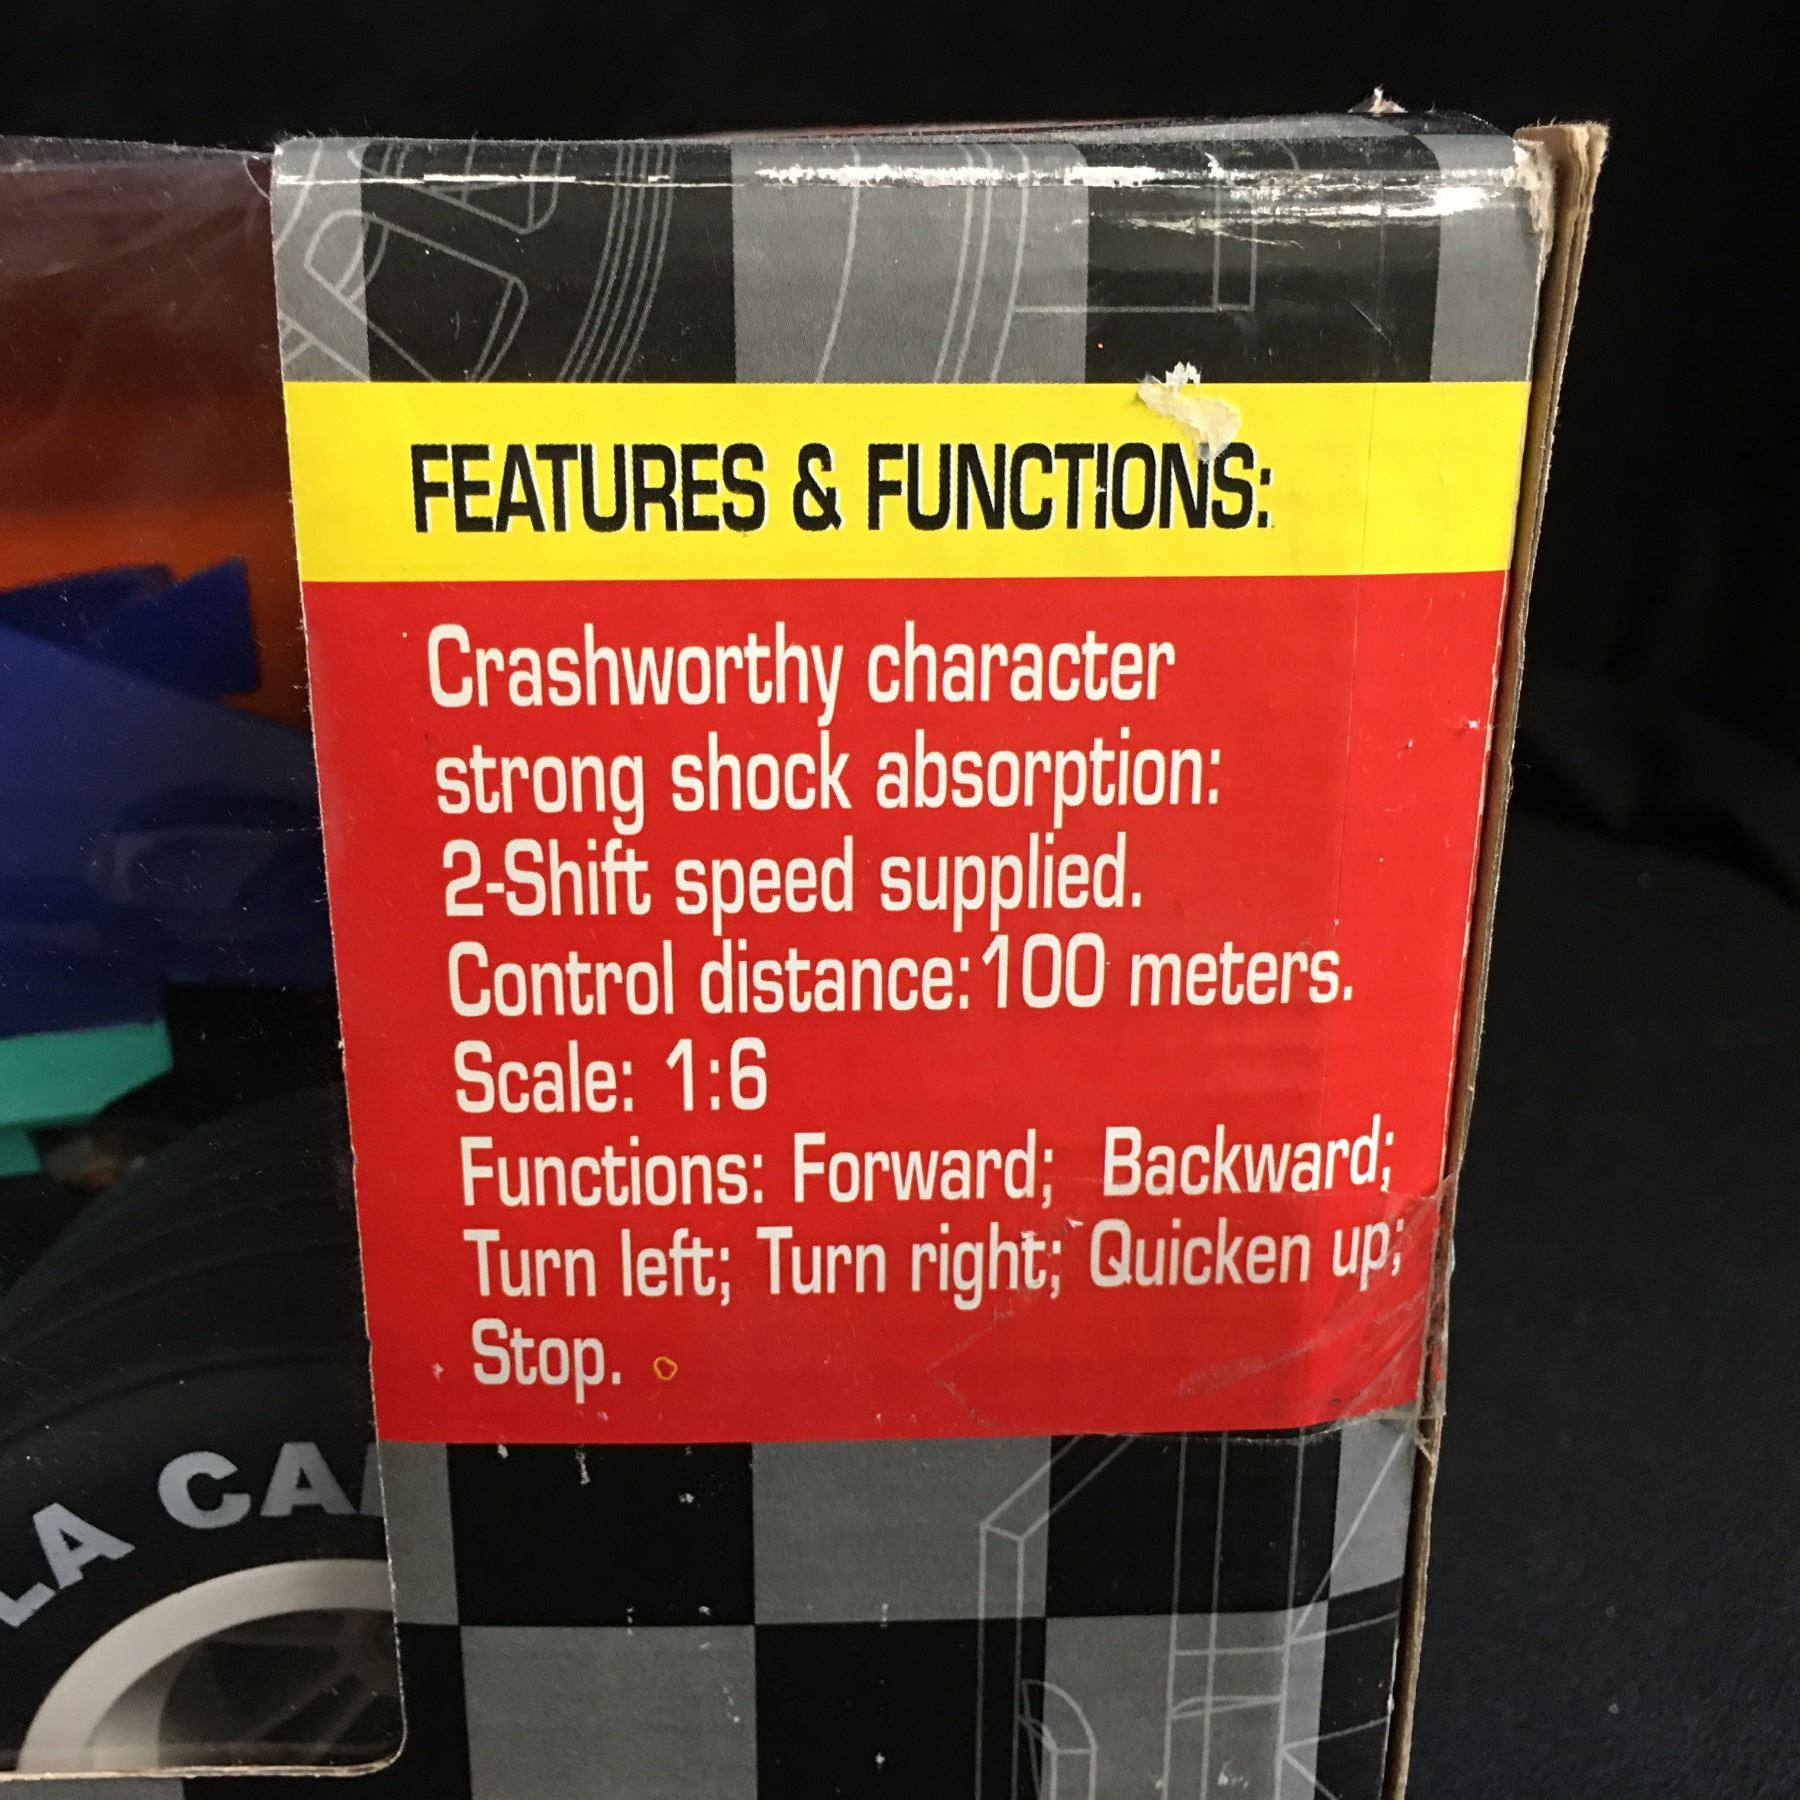 FEATURES & FUNCTIONS:
Crashworthy character
strong shock absorption:
2-Shift speed supplied.
Control distance:100 meters.
Scale: 1:6
Functions: Forward; Backward;
Turn left; Turn right; Quicken up;
Stop.
LA CA